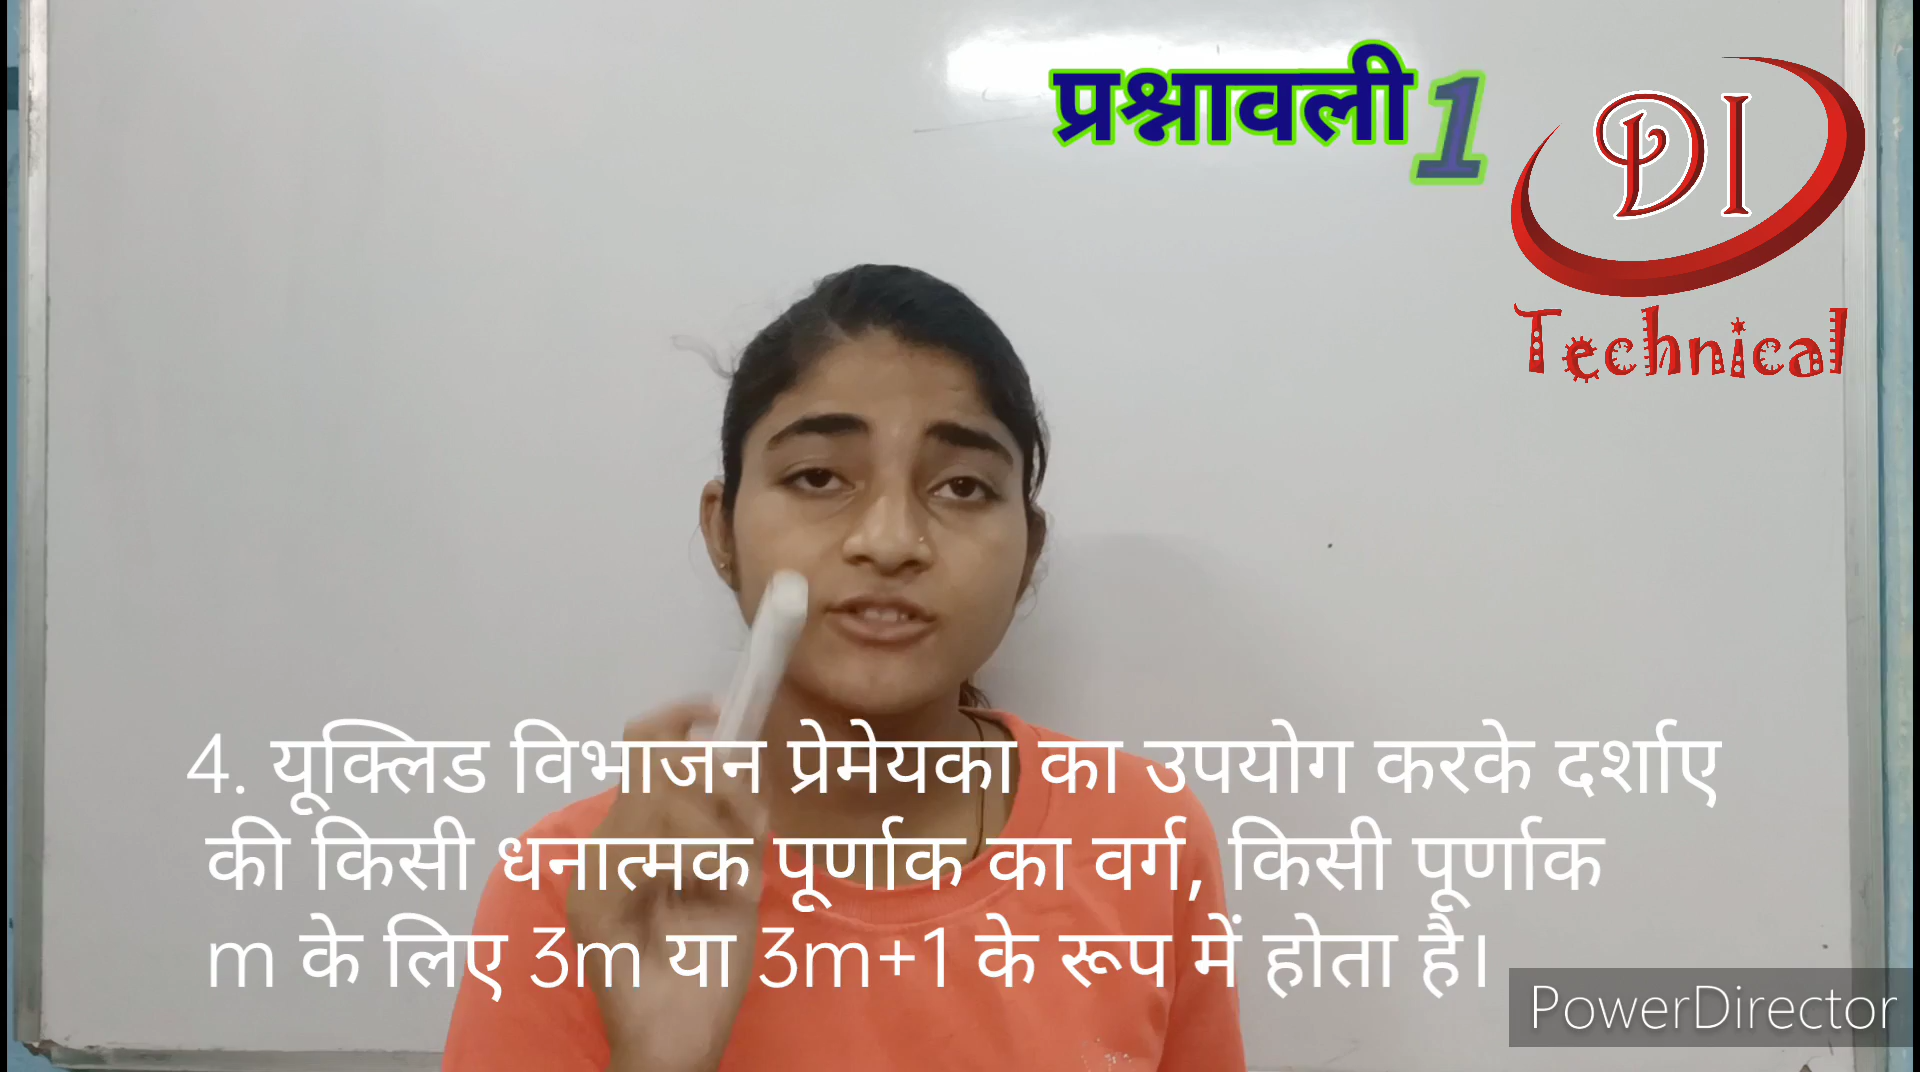 प्रश्नावली 1
DI
Technical
4. यूक्लिड विभाजन प्रेमेयका का उपयोग करके दर्शाए
की किसी धनात्मक पूर्णाक का वर्ग, किसी पूर्णाक
m के लिए 3m या 3m+1 के रूप में होता है।
PowerDirector